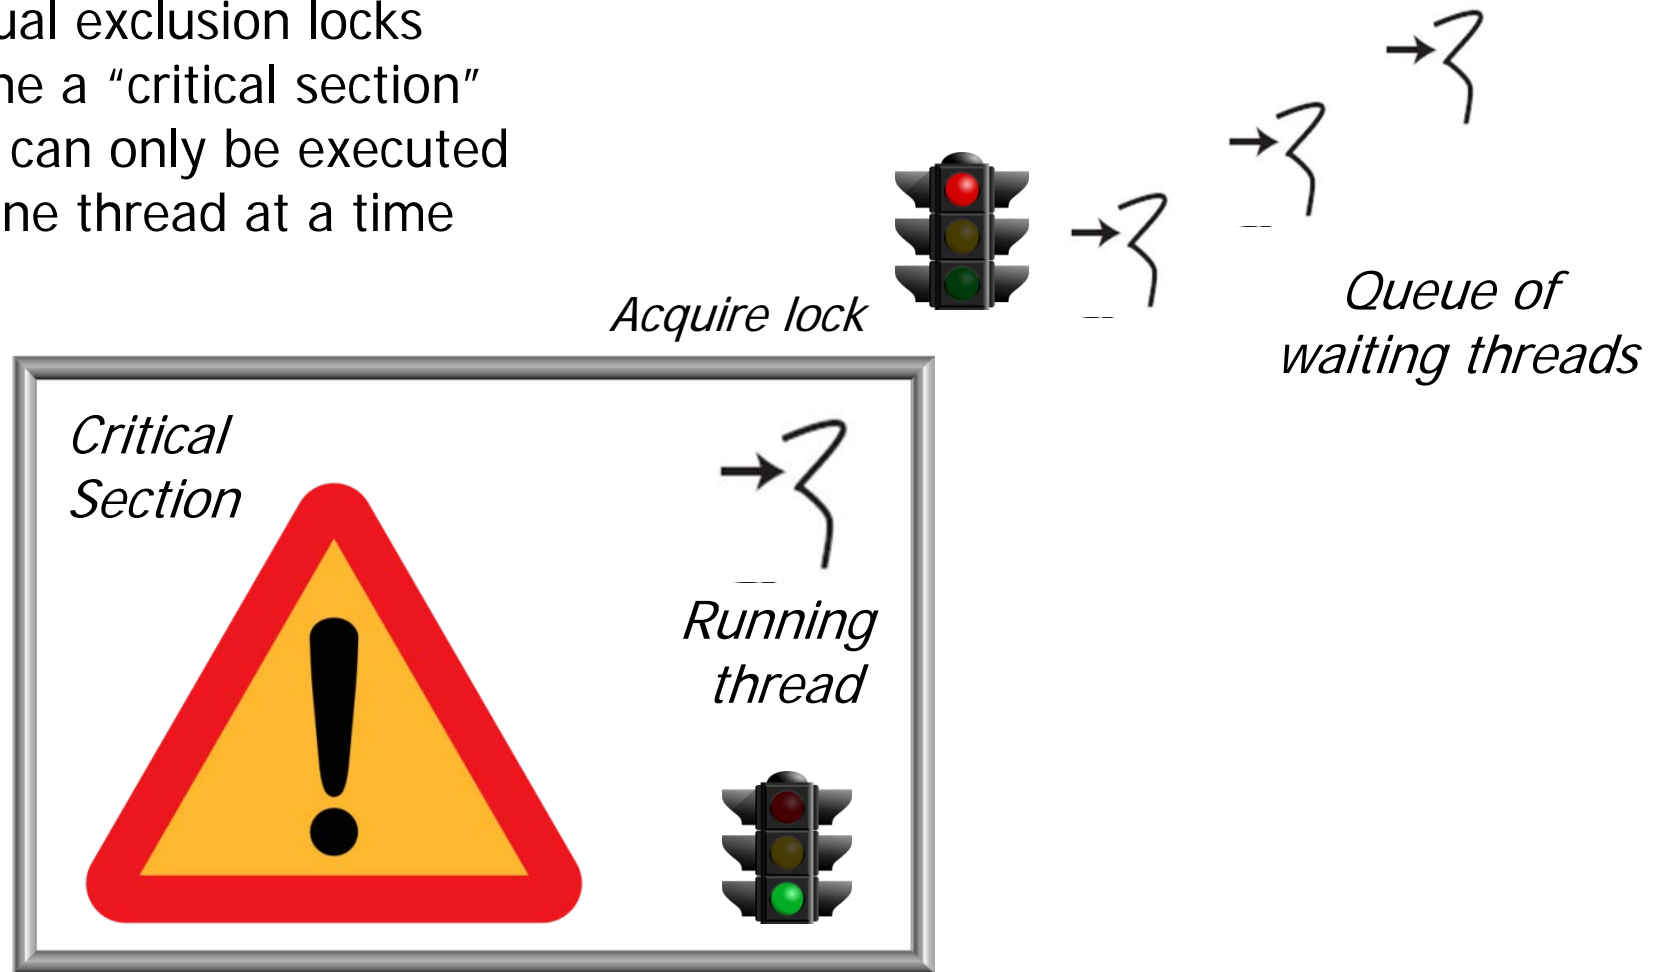 ual exclusion locks
ne a “critical section”
can only be executed
ne thread at a time
Acquire lock
Queue of
waiting threads
Critical
Section
Running
thread